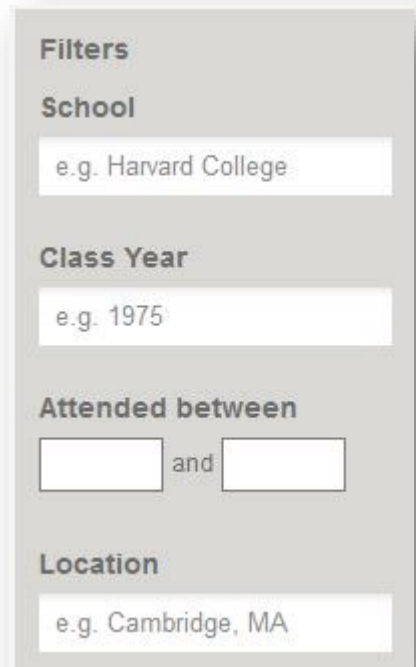 Filters
School
e.g. Harvard College
Class Year
e.g. 1975
Attended between
and
Location
e.g. Cambridge, MA